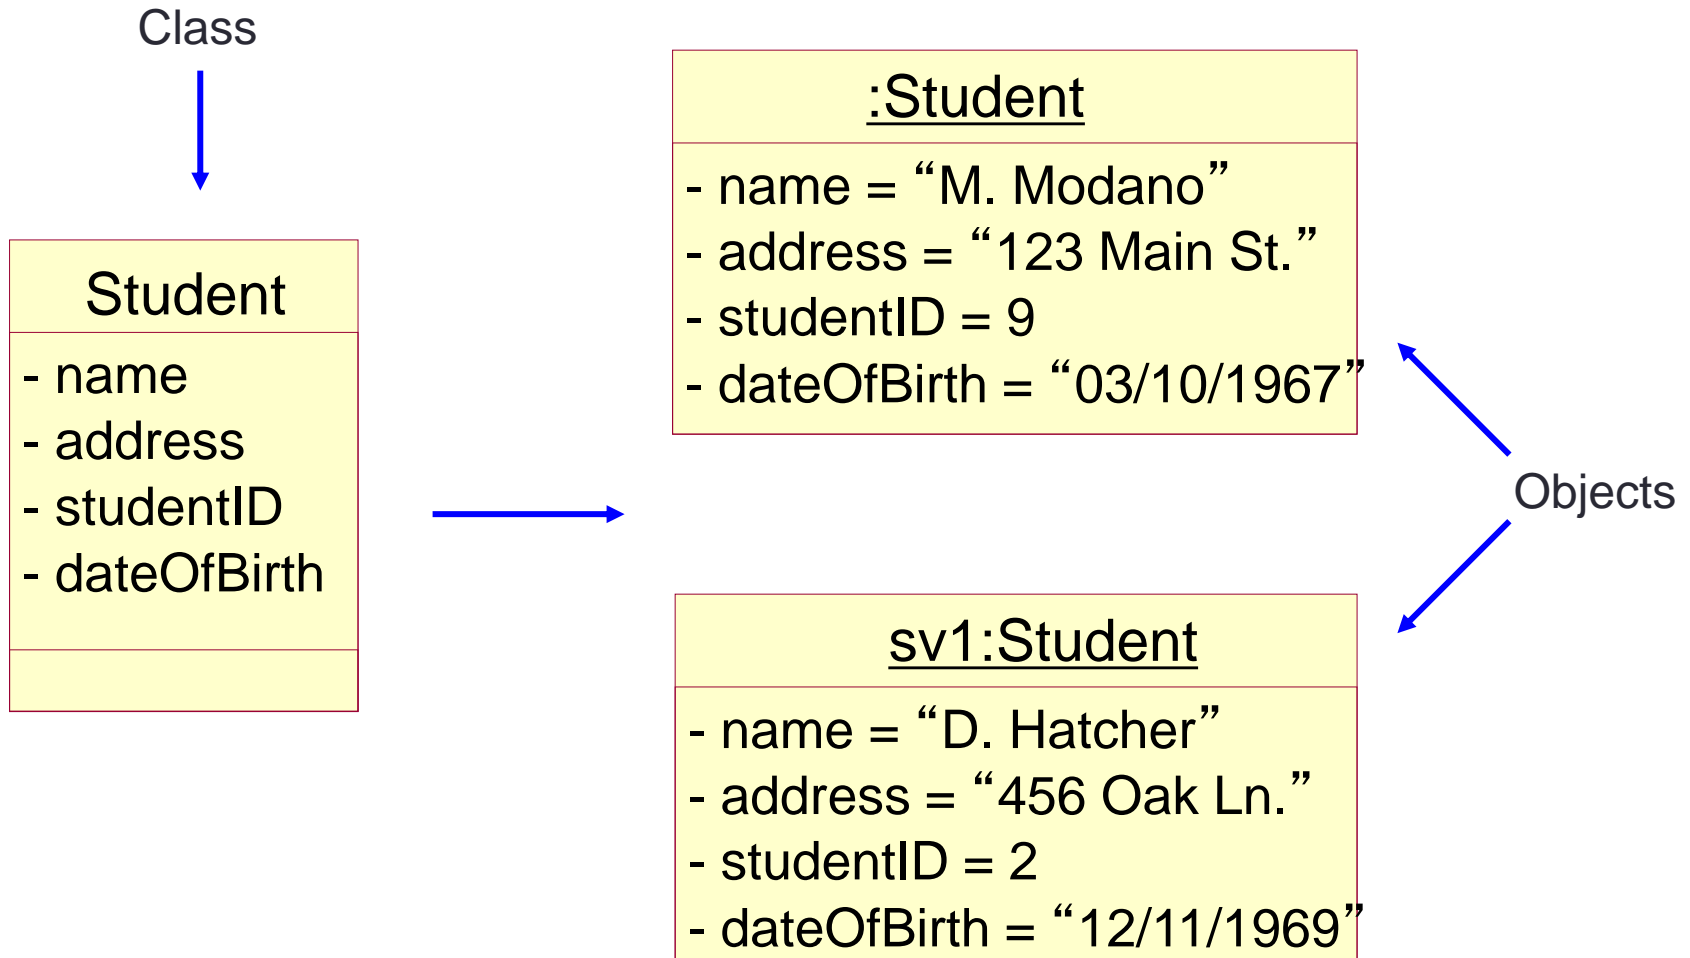 Class
Student
- name
- address
- studentID
- dateOfBirth
:Student
- name = “M. Modano”
- address = “123 Main St.”
- studentID = 9
- dateOfBirth = “03/10/1967”
Objects
sv1:Student
- name = “D. Hatcher”
- address = “456 Oak Ln.”
- studentID = 2
- dateOfBirth = “12/11/1969”